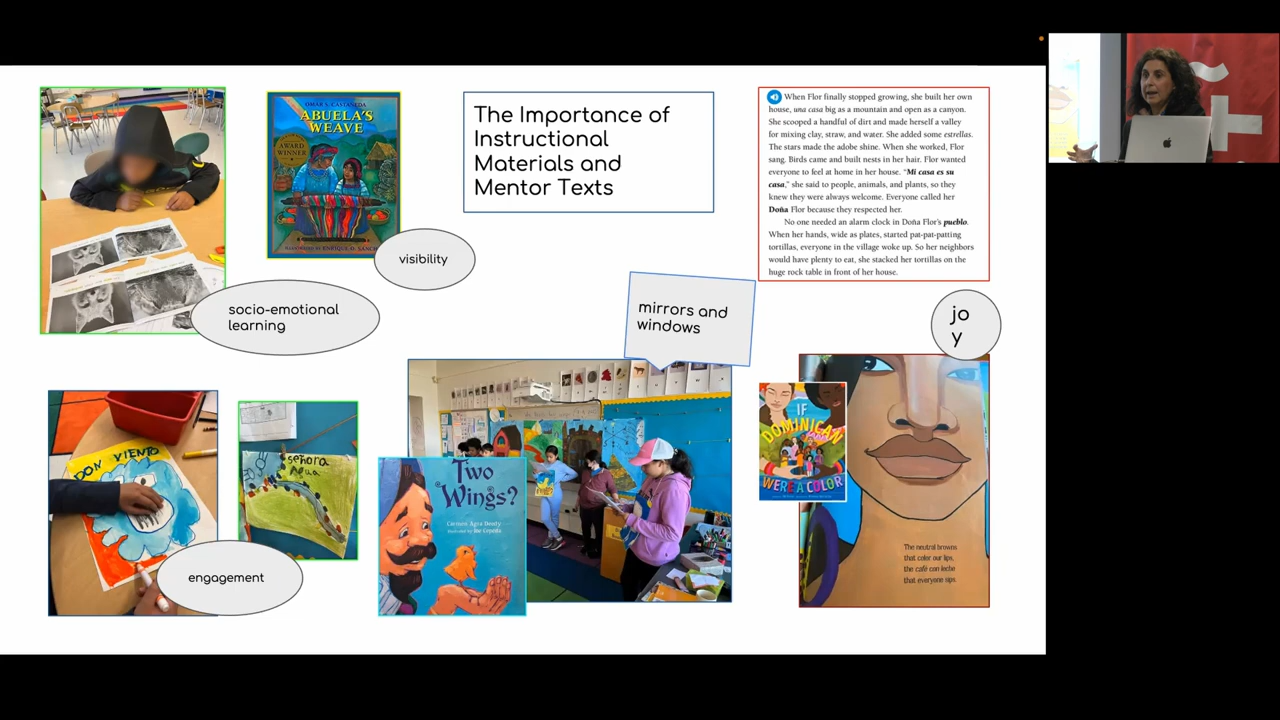 OMAR S. CASTAÑEDA
ABUELA'S
WEAVE
AWARD
WINNER
The Importance of
Instructional
Materials and
Mentor Texts
When Flor finally stopped growing, she built her own
house, una casa big as a mountain and open as a canyon.
She scooped a handful of dirt and made herself a valley
for mixing clay, straw, and water. She added some estrellas.
The stars made the adobe shine. When she worked, Flor
sang. Birds came and built nests in her hair. Flor wanted
everyone to feel at home in her house. “Mi casa es su
casa,” she said to people, animals, and plants, so they
knew they were always welcome. Everyone called her
Doña Flor because they respected her.
No one needed an alarm clock in Doña Flor's pueblo.
When her hands, wide as plates, started pat-pat-patting
tortillas, everyone in the village woke up. So her neighbors
would have plenty to eat, she stacked her tortillas on the
huge rock table in front of her house.
visibility
socio-emotional
learning
mirrors and
windows
jo
y
DON VIENTO
señora
agua
engagement
Two
Wings?
Carmen Agra Deedy
IF
DOMINICAN
WERE A COLOR
The neutral browns
that color our lips,
the café con leche
that everyone sips.